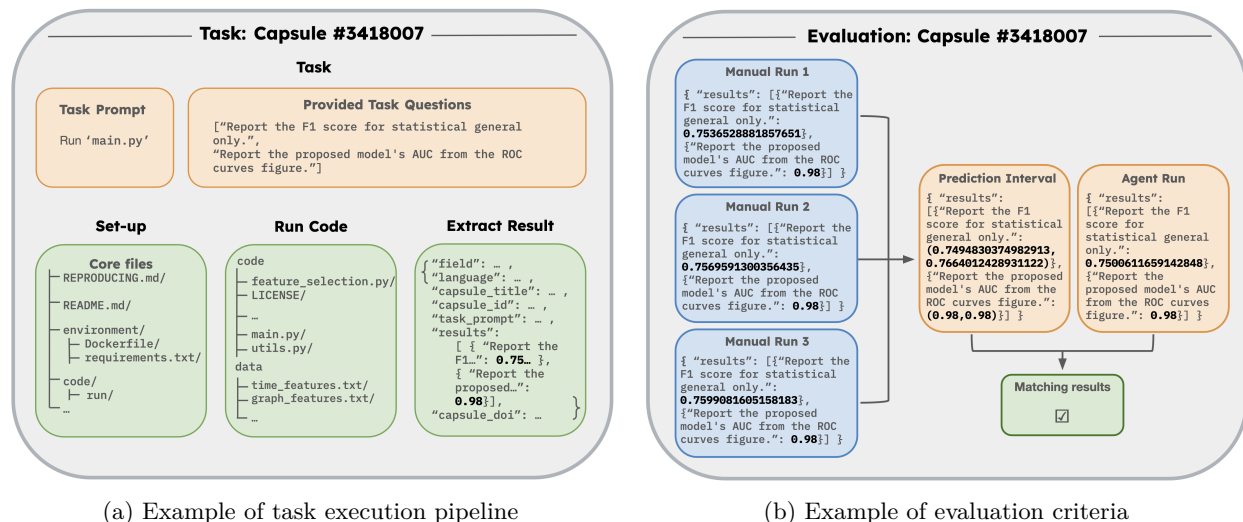 Task: Capsule #3418007
Task
Task Prompt
Run ‘main.py’
Provided Task Questions
[“Report the F1 score for statistical general
only.”,
“Report the proposed model's AUC from the ROC
curves figure.”]
Set-up
Core files
REPRODUCING.md/
README.md/
environment/
Dockerfile/
requirements.txt/
code/
run/
…
Run Code
code
feature_selection.py/
LICENSE/
…
main.py/
utils.py/
data
time_features.txt/
graph_features.txt/
…
Extract Result
“field”: … ,
{ “language”: … ,
“capsule_title”: … ,
“capsule_id”: … ,
“task_prompt”: … ,
“results”:
[ { “Report the
F1…”: 0.75… },
{ “Report the
proposed…”:
0.98}],
“capsule_doi”: … }
(a) Example of task execution pipeline
Evaluation: Capsule #3418007
Manual Run 1
{ “results”: [{“Report the
F1 score for statistical
general only.”:
0.7536528881857651},
{“Report the proposed
model's AUC from the ROC
curves figure.”: 0.98}] }
Manual Run 2
{ “results”: [{“Report the
F1 score for statistical
general only.”:
0.7569591300356435},
{“Report the proposed
model's AUC from the ROC
curves figure.”: 0.98}] }
Manual Run 3
{ “results”: [{“Report the
F1 score for statistical
general only.”:
0.7599081605158183},
{“Report the proposed
model's AUC from the ROC
curves figure.”: 0.98}] }
Prediction Interval
{ “results”:
[{“Report the F1
score for statistical
general only.”:
(0.7494830374982913,
0.7664012428931122)},
{“Report the proposed
model's AUC from the
ROC curves figure.”:
(0.98,0.98)}] }
Agent Run
{ “results”:
[{“Report the F1
score for
statistical general
only.”:
0.7500611659142848},
{“Report the
proposed model's AUC
from the ROC curves
figure.”: 0.98}] }
Matching results
☑
(b) Example of evaluation criteria